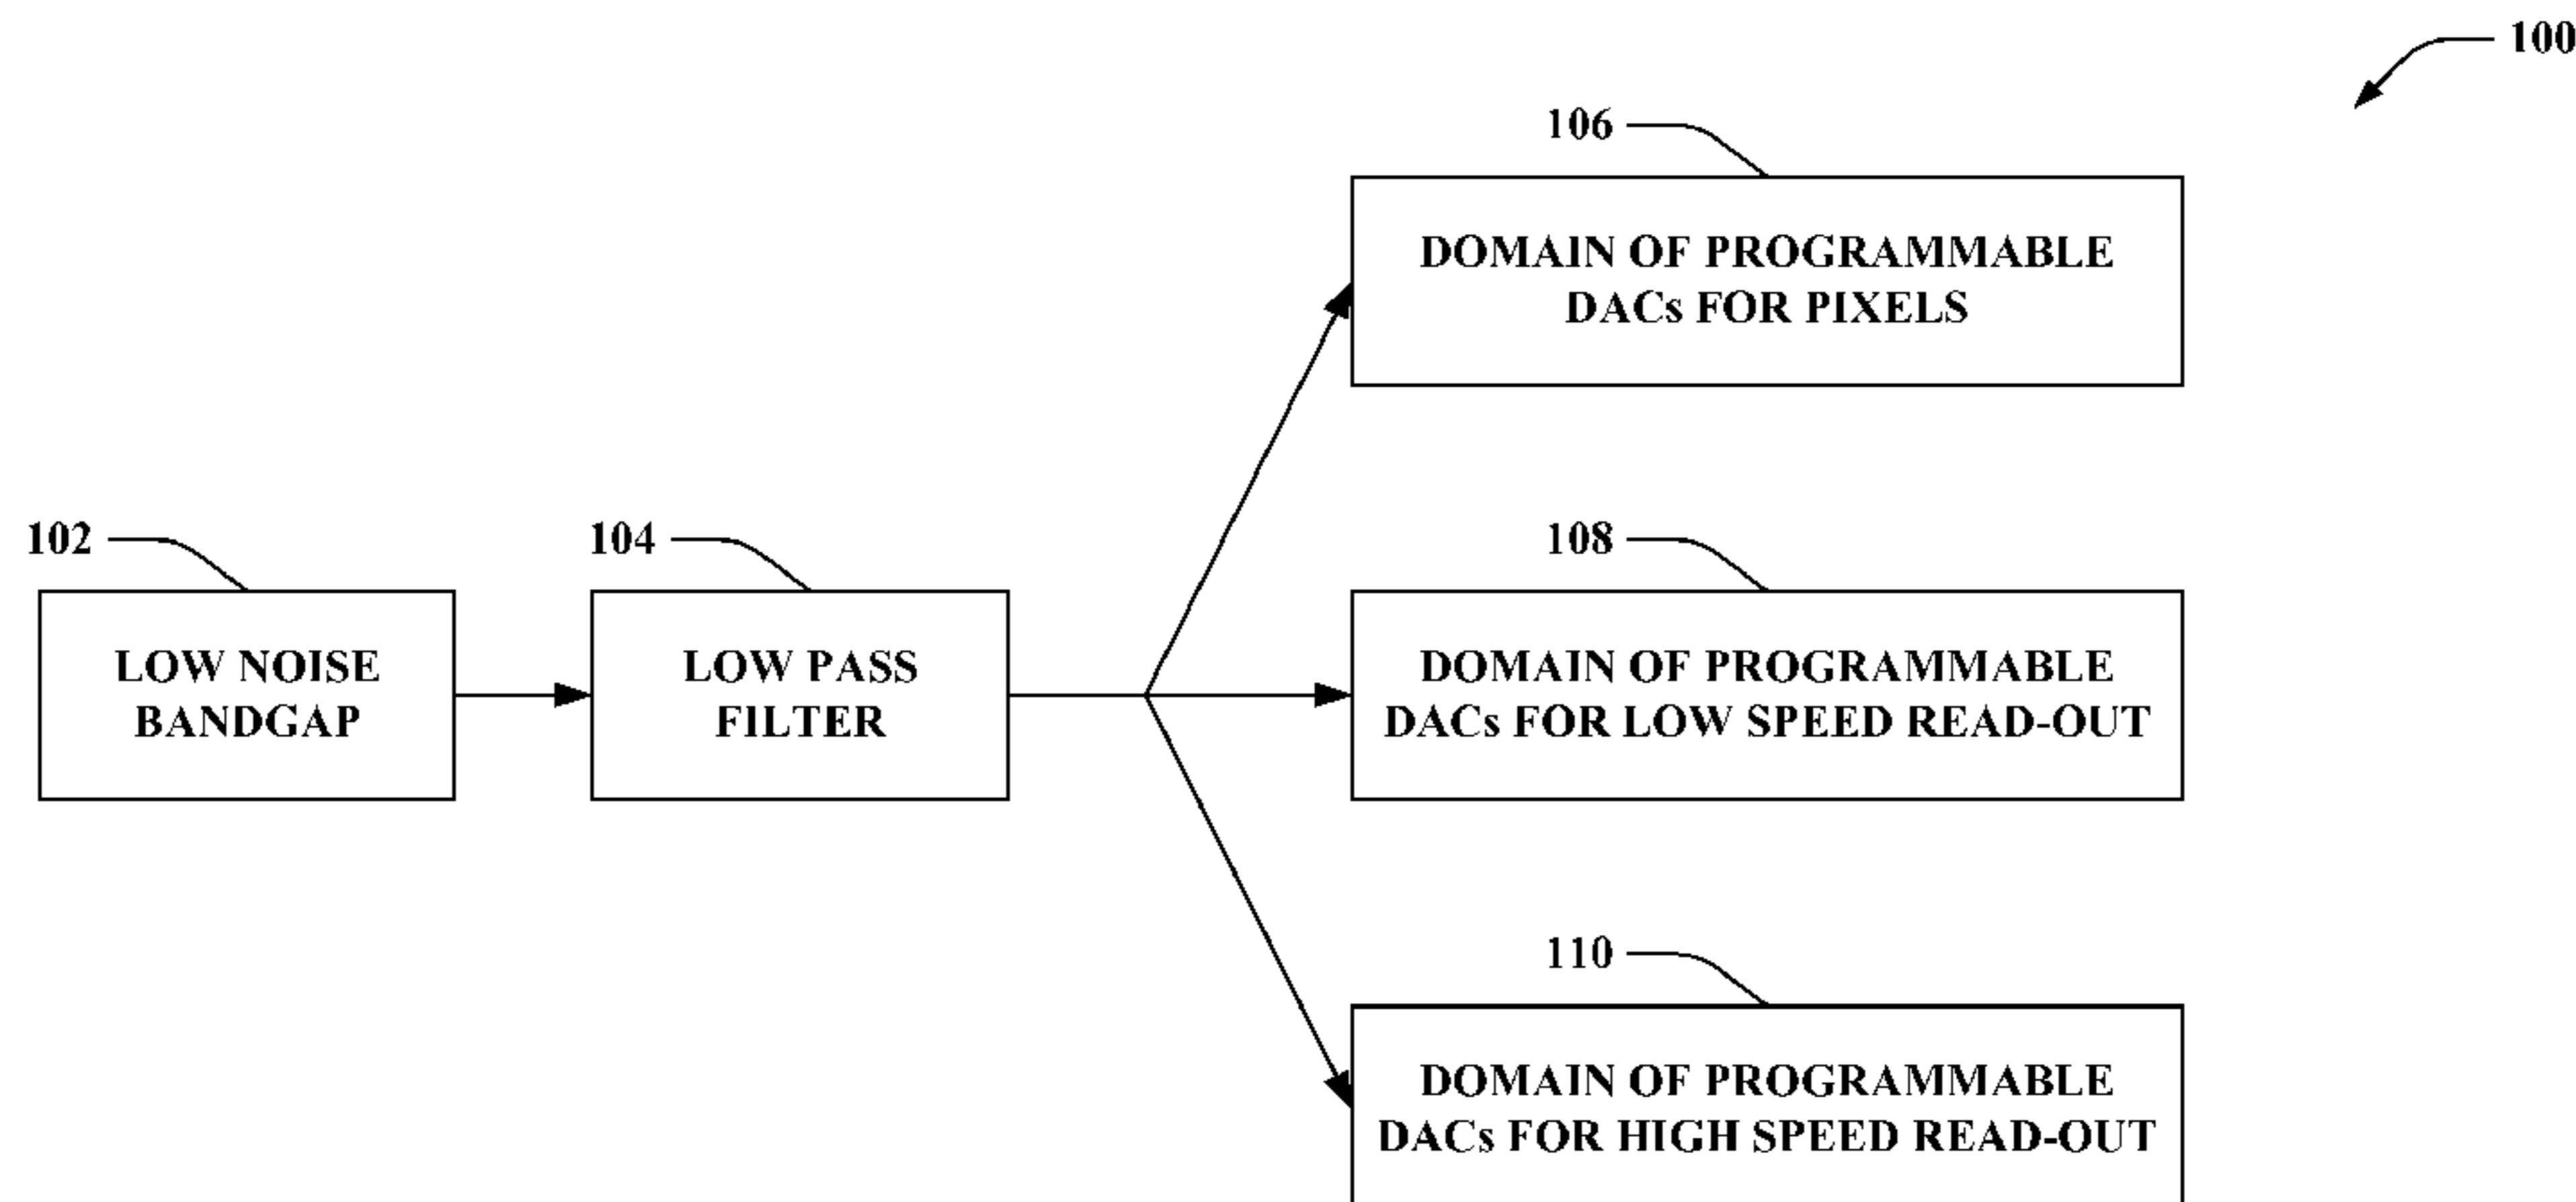 100
106
DOMAIN OF PROGRAMMABLE
DACs FOR PIXELS
102
104
108
LOW NOISE
BANDGAP
LOW PASS
FILTER
DOMAIN OF PROGRAMMABLE
DACs FOR LOW SPEED READ-OUT
110
DOMAIN OF PROGRAMMABLE
DACs FOR HIGH SPEED READ-OUT